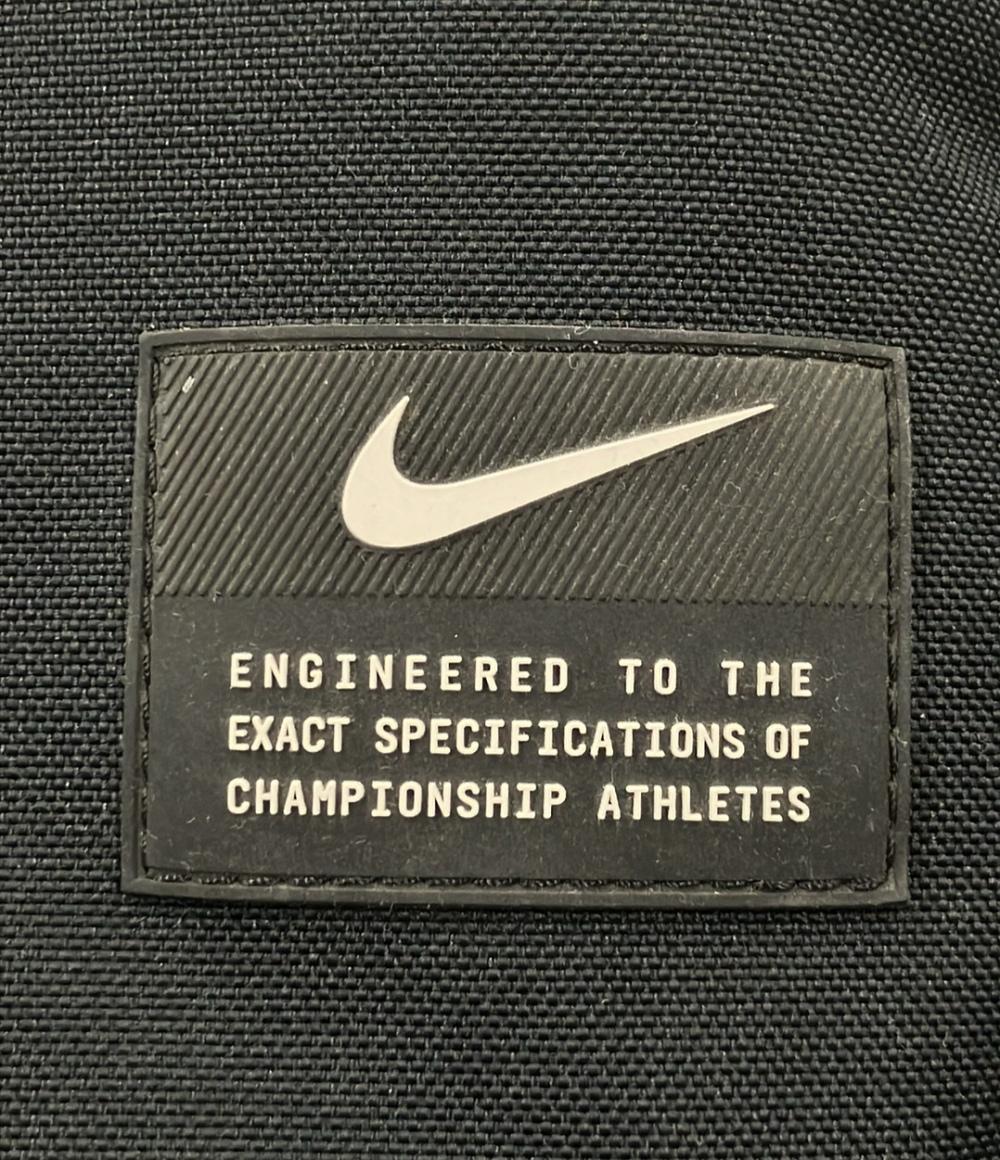 ENGINEERED TO THE
EXACT SPECIFICATIONS OF
CHAMPIONSHIP ATHLETES